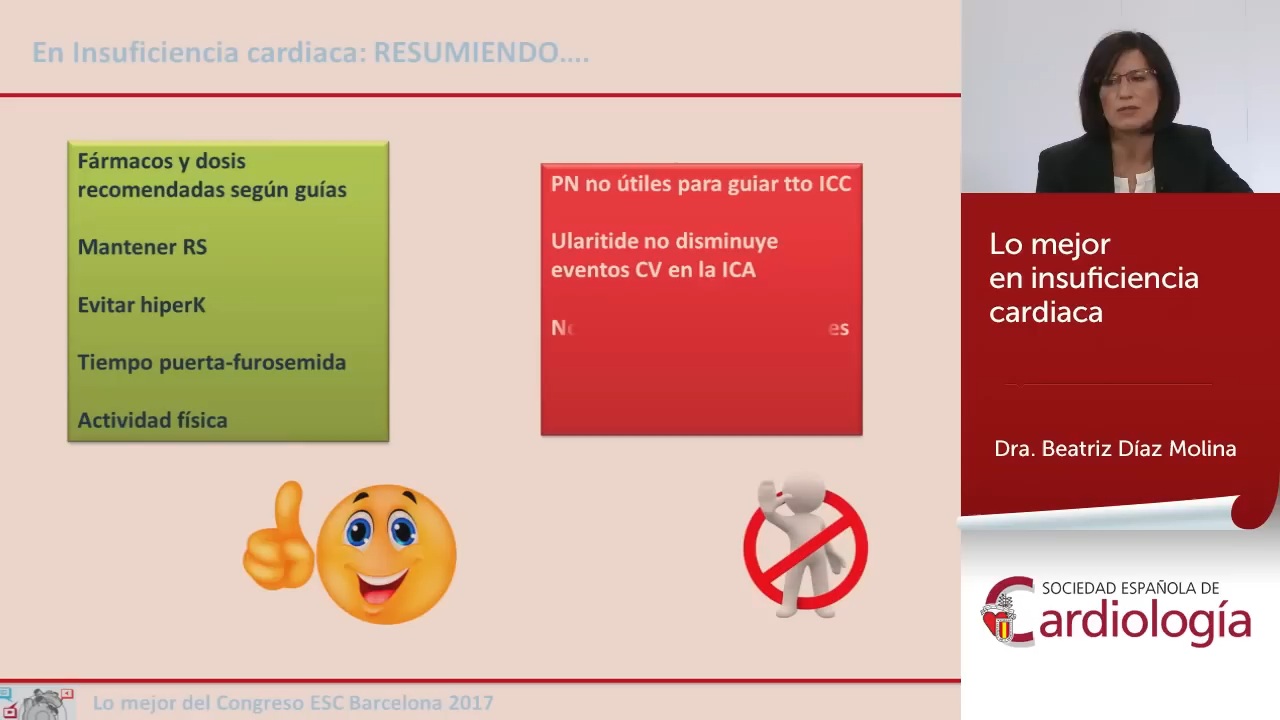 En Insuficiencia cardiaca: RESUMIENDO....
Fármacos y dosis
recomendadas según guías
Mantener RS
Evitar hiperK
Tiempo puerta-furosemida
Actividad física
PN no útiles para guiar tto ICC
Ularitide no disminuye
eventos CV en la ICA
Lo mejor del Congreso ESC Barcelona 2017
Lo mejor
en insuficiencia
cardiaca
Dra. Beatriz Díaz Molina
SOCIEDAD ESPAÑOLA DE
Cardiología